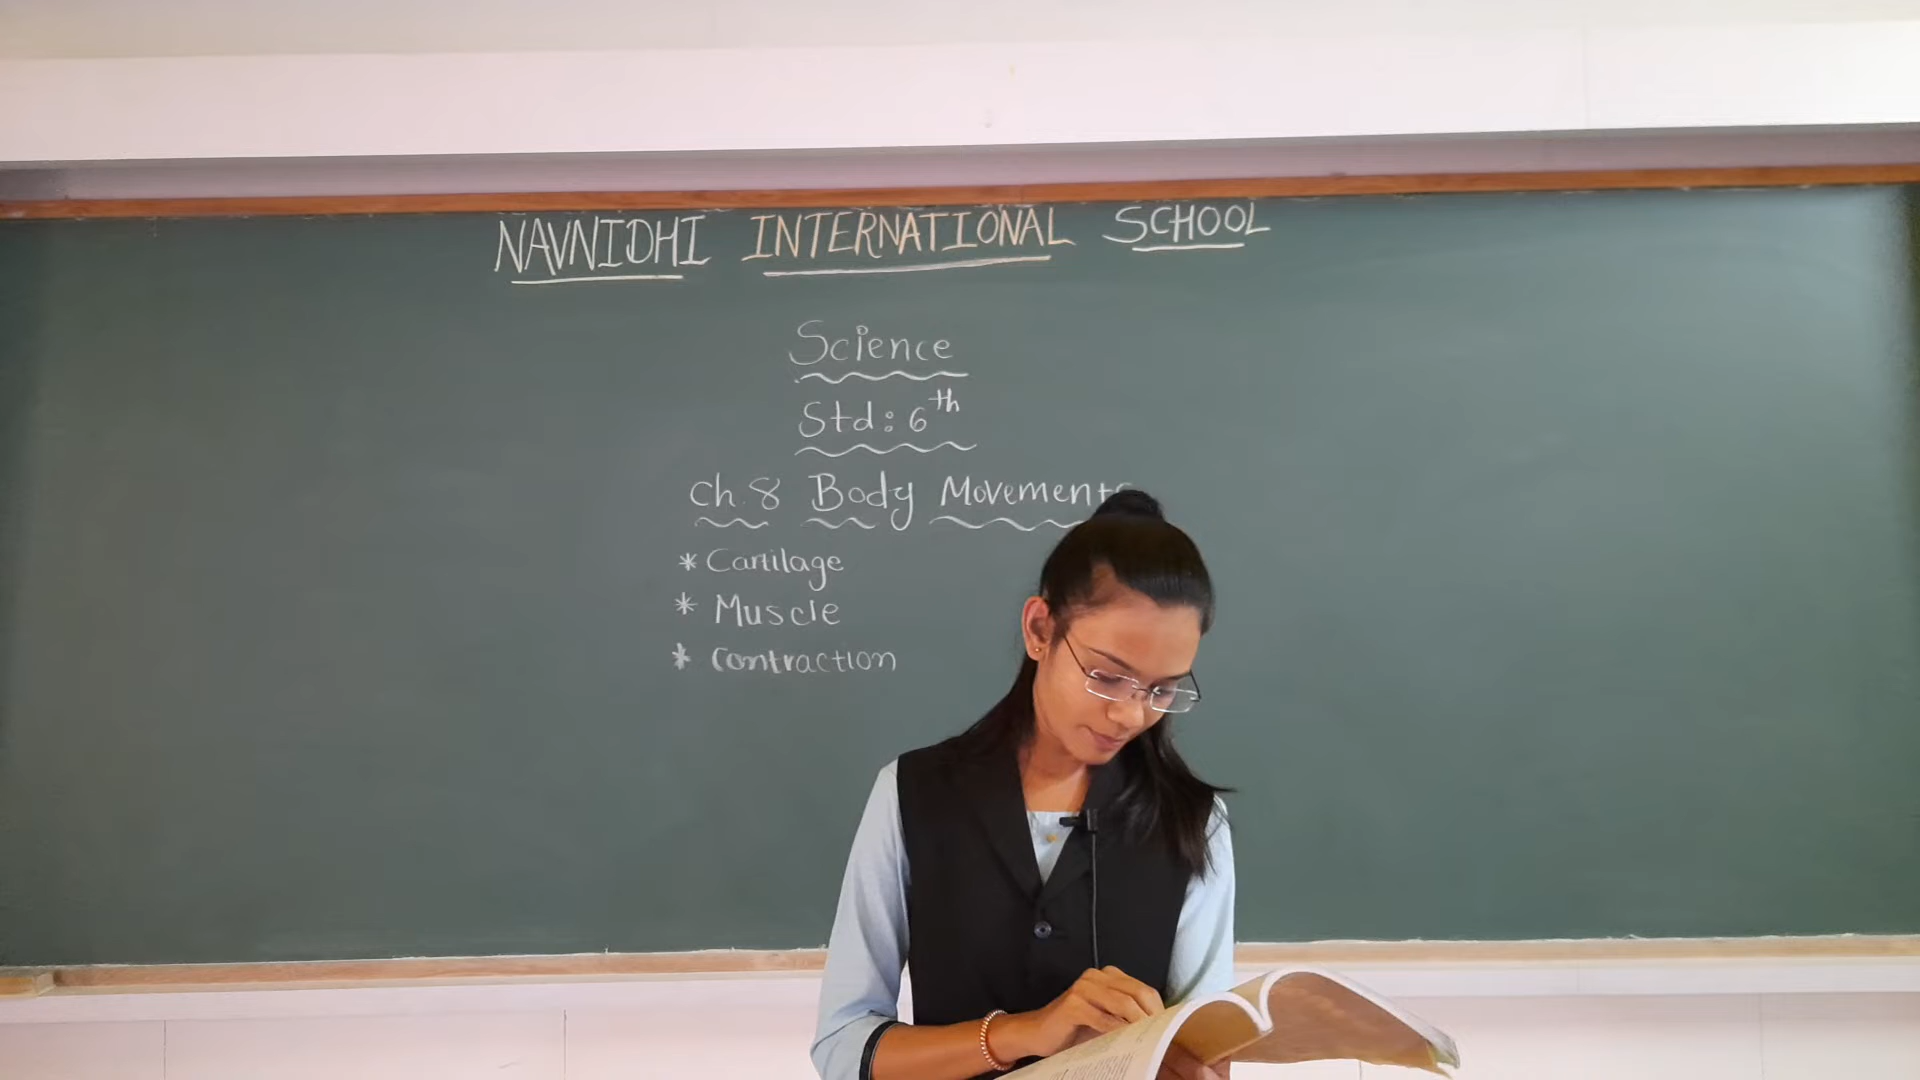 NAVNIDHI INTERNATIONAL SCHOOL
Science
Std: 6th
Ch. 8 Body Movements
* Cartilage
* Muscle
* Contraction